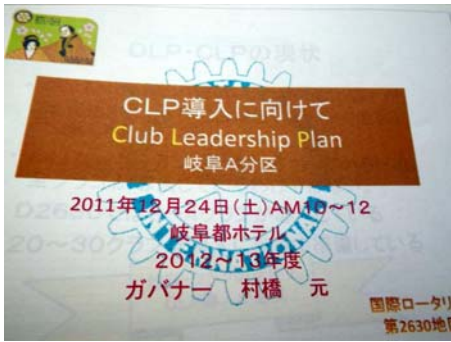 CLP導入に向けて
Club Leadership Plan
岐阜A分区
2011年12月24日(土)AM10～12
岐阜都ホテル
INTERNATIONAL
2012～13年度
ガバナー 村橋 元
国際ロータリ
第2630地区